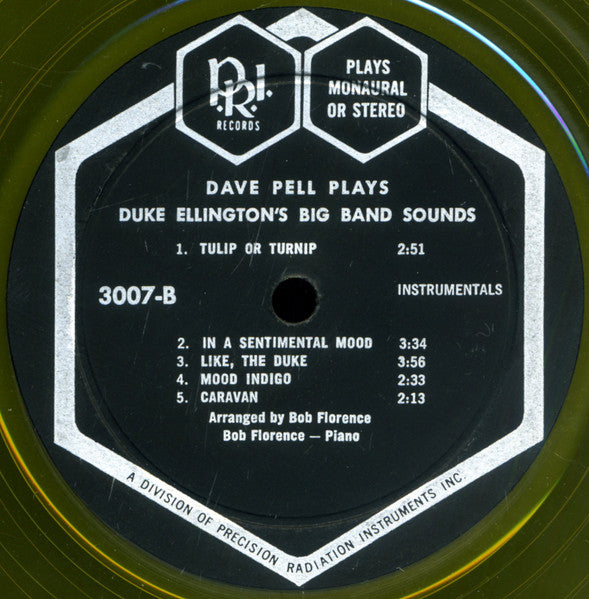 P.R.I.
RECORDS
PLAYS
MONAURAL
OR STEREO
DAVE PELL PLAYS
DUKE ELLINGTON'S BIG BAND SOUNDS
1. TULIP OR TURNIP 2:51
3007-B INSTRUMENTALS
2. IN A SENTIMENTAL MOOD 3:34
3. LIKE, THE DUKE 3:56
4. MOOD INDIGO 2:33
5. CARAVAN 2:13
Arranged by Bob Florence
Bob Florence — Piano
A DIVISION OF PRECISION RADIATION INSTRUMENTS INC.